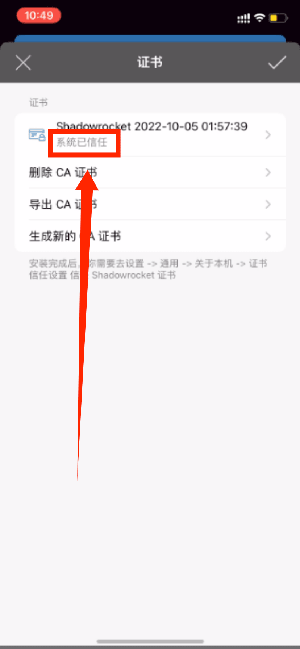 10:49
证书
证书
Shadowrocket 2022-10-05 01:57:39
系统已信任
删除 CA 证书
导出 CA 证书
生成新的 CA 证书
安装完成后，你需要去设置 -> 通用 -> 关于本机 -> 证书
信任设置 信任 Shadowrocket 证书